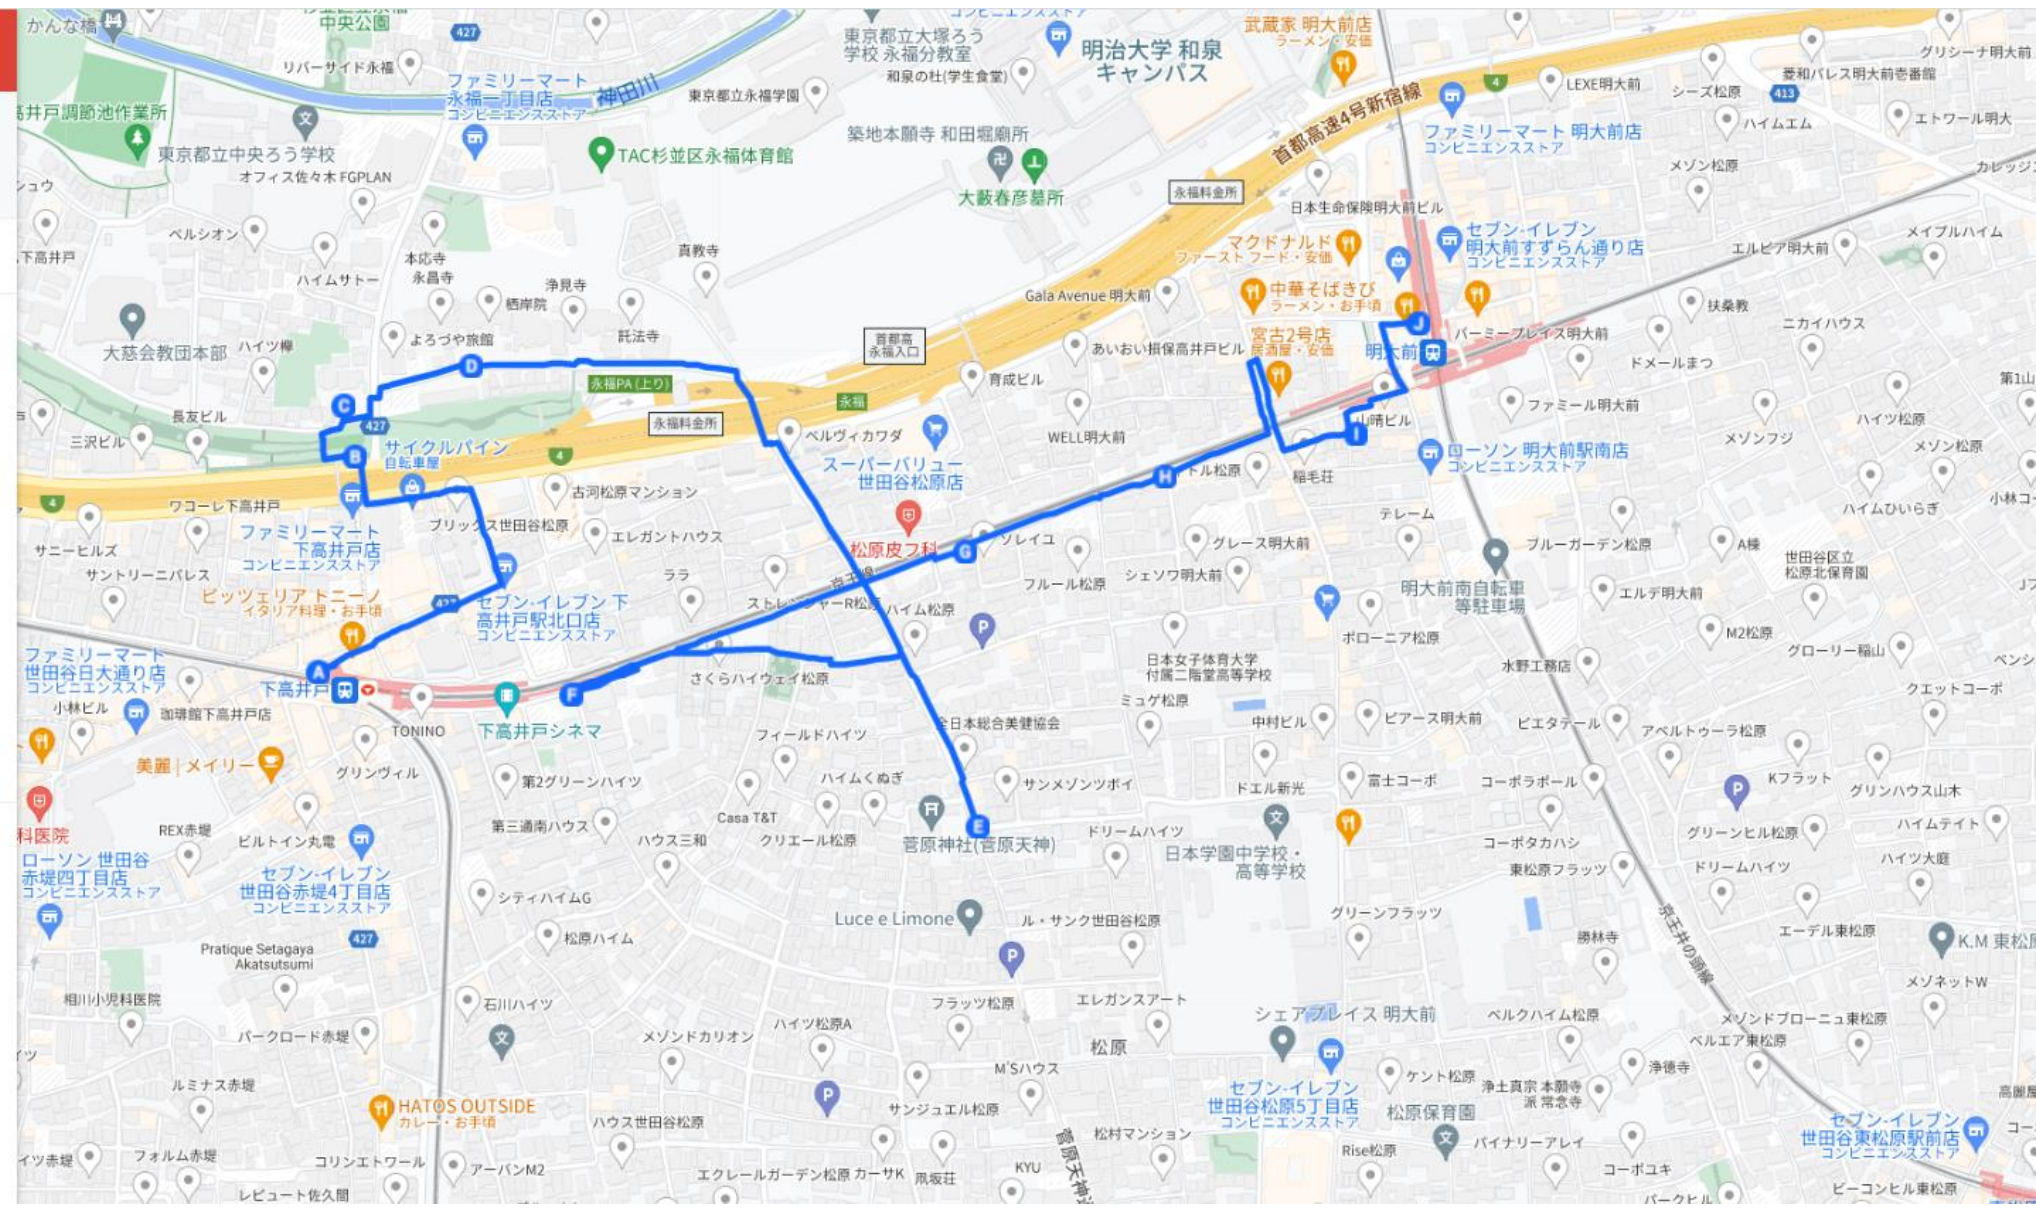 かんな橋
中央公園
427
リバーサイド永福
ファミリーマート
永福一丁目店
コンビニエンスストア
神田川
東京都立永福学園
東京都立大塚ろう
学校 永福分教室
和泉の杜(学生食堂)
コンビニエンスストア
明治大学 和泉
キャンパス
武蔵家 明大前店
ラーメン・安価
首都高速4号新宿線
4
LEXE明大前
シーズ松原
菱和パレス明大前壱番館
413
グリシーナ明大前
高井戸調節池作業所
東京都立中央ろう学校
オフィス佐々木 FGPLAN
TAC杉並区永福体育館
築地本願寺 和田堀廟所
大藪春彦墓所
永福料金所
ファミリーマート 明大前店
コンビニエンスストア
ハイムエム
エトワール明大
メゾン松原
カレッジ
日本生命保険明大前ビル
ベルシオン
下高井戸
ハイムサトー
本応寺
永昌寺
栖岸院
浄見寺
真教寺
託法寺
マクドナルド
ファースト フード・安価
セブン-イレブン
明大前すずらん通り店
コンビニエンスストア
エルピア明大前
メイプルハイム
Gala Avenue 明大前
中華そばきび
ラーメン・お手頃
宮古2号店
居酒屋・安価
J
明大前
扶桑教
ニカイハウス
大慈会教団本部
ハイツ欅
よろづや旅館
首都高
永福入口
あいおい損保高井戸ビル
ドメールまつ
D
永福PA (上り)
永福
育成ビル
第1山
C
427
永福料金所
長友ビル
三沢ビル
B
サイクルパイン
自転車屋
4
ベルヴィカワダ
スーパーバリュー
世田谷松原店
WELL明大前
山晴ビル
I
ファミール明大前
メゾンフジ
ハイツ松原
メゾン松原
ローソン 明大前駅南店
コンビニエンスストア
H
稲毛荘
4
ワコーレ下高井戸
古河松原マンション
テレーム
ハイムひいらぎ
サニーヒルズ
ファミリーマート
下高井戸店
コンビニエンスストア
エレガントハウス
松原皮フ科
G
ソレイユ
グレース明大前
ブルーガーデン松原
A棟
世田谷区立
松原北保育園
サントリーニパレス
ピッツェリア トニーノ
イタリア料理・お手頃
セブン-イレブン 下
高井戸駅北口店
コンビニエンスストア
ララ
京王線
ハイム松原
フルール松原
シェソワ明大前
明大前南自転車
等駐車場
エルデ明大前
ファミリーマート
世田谷日大通り店
コンビニエンスストア
A
下高井戸
F
さくらハイウェイ松原
日本女子体育大学
付属二階堂高等学校
ボローニア松原
水野工務店
M2松原
グローリー稲山
小林ビル
珈琲館下高井戸店
TONINO
下高井戸シネマ
ミュゲ松原
中村ビル
ピアース明大前
ピエタテール
クエットコーポ
美麗 | メイリー
グリンヴィル
フィールドハイツ
全日本総合美健協会
アベルトゥーラ松原
第2グリーンハイツ
ハイムくぬぎ
サンメゾンツボイ
ドエル新光
富士コーポ
コーポラポール
Kフラット
グリンハウス山木
科医院
REX赤堤
ビルトイン丸電
第三通南ハウス
ハウス三和
Casa T&T
クリエール松原
E
菅原神社(菅原天神)
ドリームハイツ
日本学園中学校・
高等学校
コーポタカハシ
グリーンヒル松原
ハイムテイト
ローソン 世田谷
赤堤四丁目店
コンビニエンスストア
セブン-イレブン
世田谷赤堤4丁目店
コンビニエンスストア
東松原フラッツ
ドリームハイツ
ハイツ大庭
シティハイムG
Luce e Limone
ル・サンク世田谷松原
グリーンフラッツ
427
松原ハイム
勝林寺
京王井の頭線
エーデル東松原
Pratique Setagaya
Akatsutsumi
相川小児科医院
石川ハイツ
フラッツ松原
エレガンスアート
シェアプレイス 明大前
ベルクハイム松原
メゾネットW
パークロード赤堤
メゾンドカリオン
ハイツ松原A
松原
メゾンドブローニュ東松原
ベルエア東松原
ルミナス赤堤
M'Sハウス
セブン-イレブン
世田谷松原5丁目店
コンビニエンスストア
ケント松原
浄土真宗 本願寺
派 常念寺
浄徳寺
HATOS OUTSIDE
カレー・お手頃
ハウス世田谷松原
サンジュエル松原
松原保育園
セブン-イレブン
世田谷東松原駅前店
コンビニエンスストア
フォルム赤堤
コリンエトワール
アーバンM2
エクレールガーデン松原
カーサK
凧坂荘
KYU
松村マンション
Rise松原
バイナリーアレイ
コーポユキ
レピュート佐久間
ビーコンヒル東松原